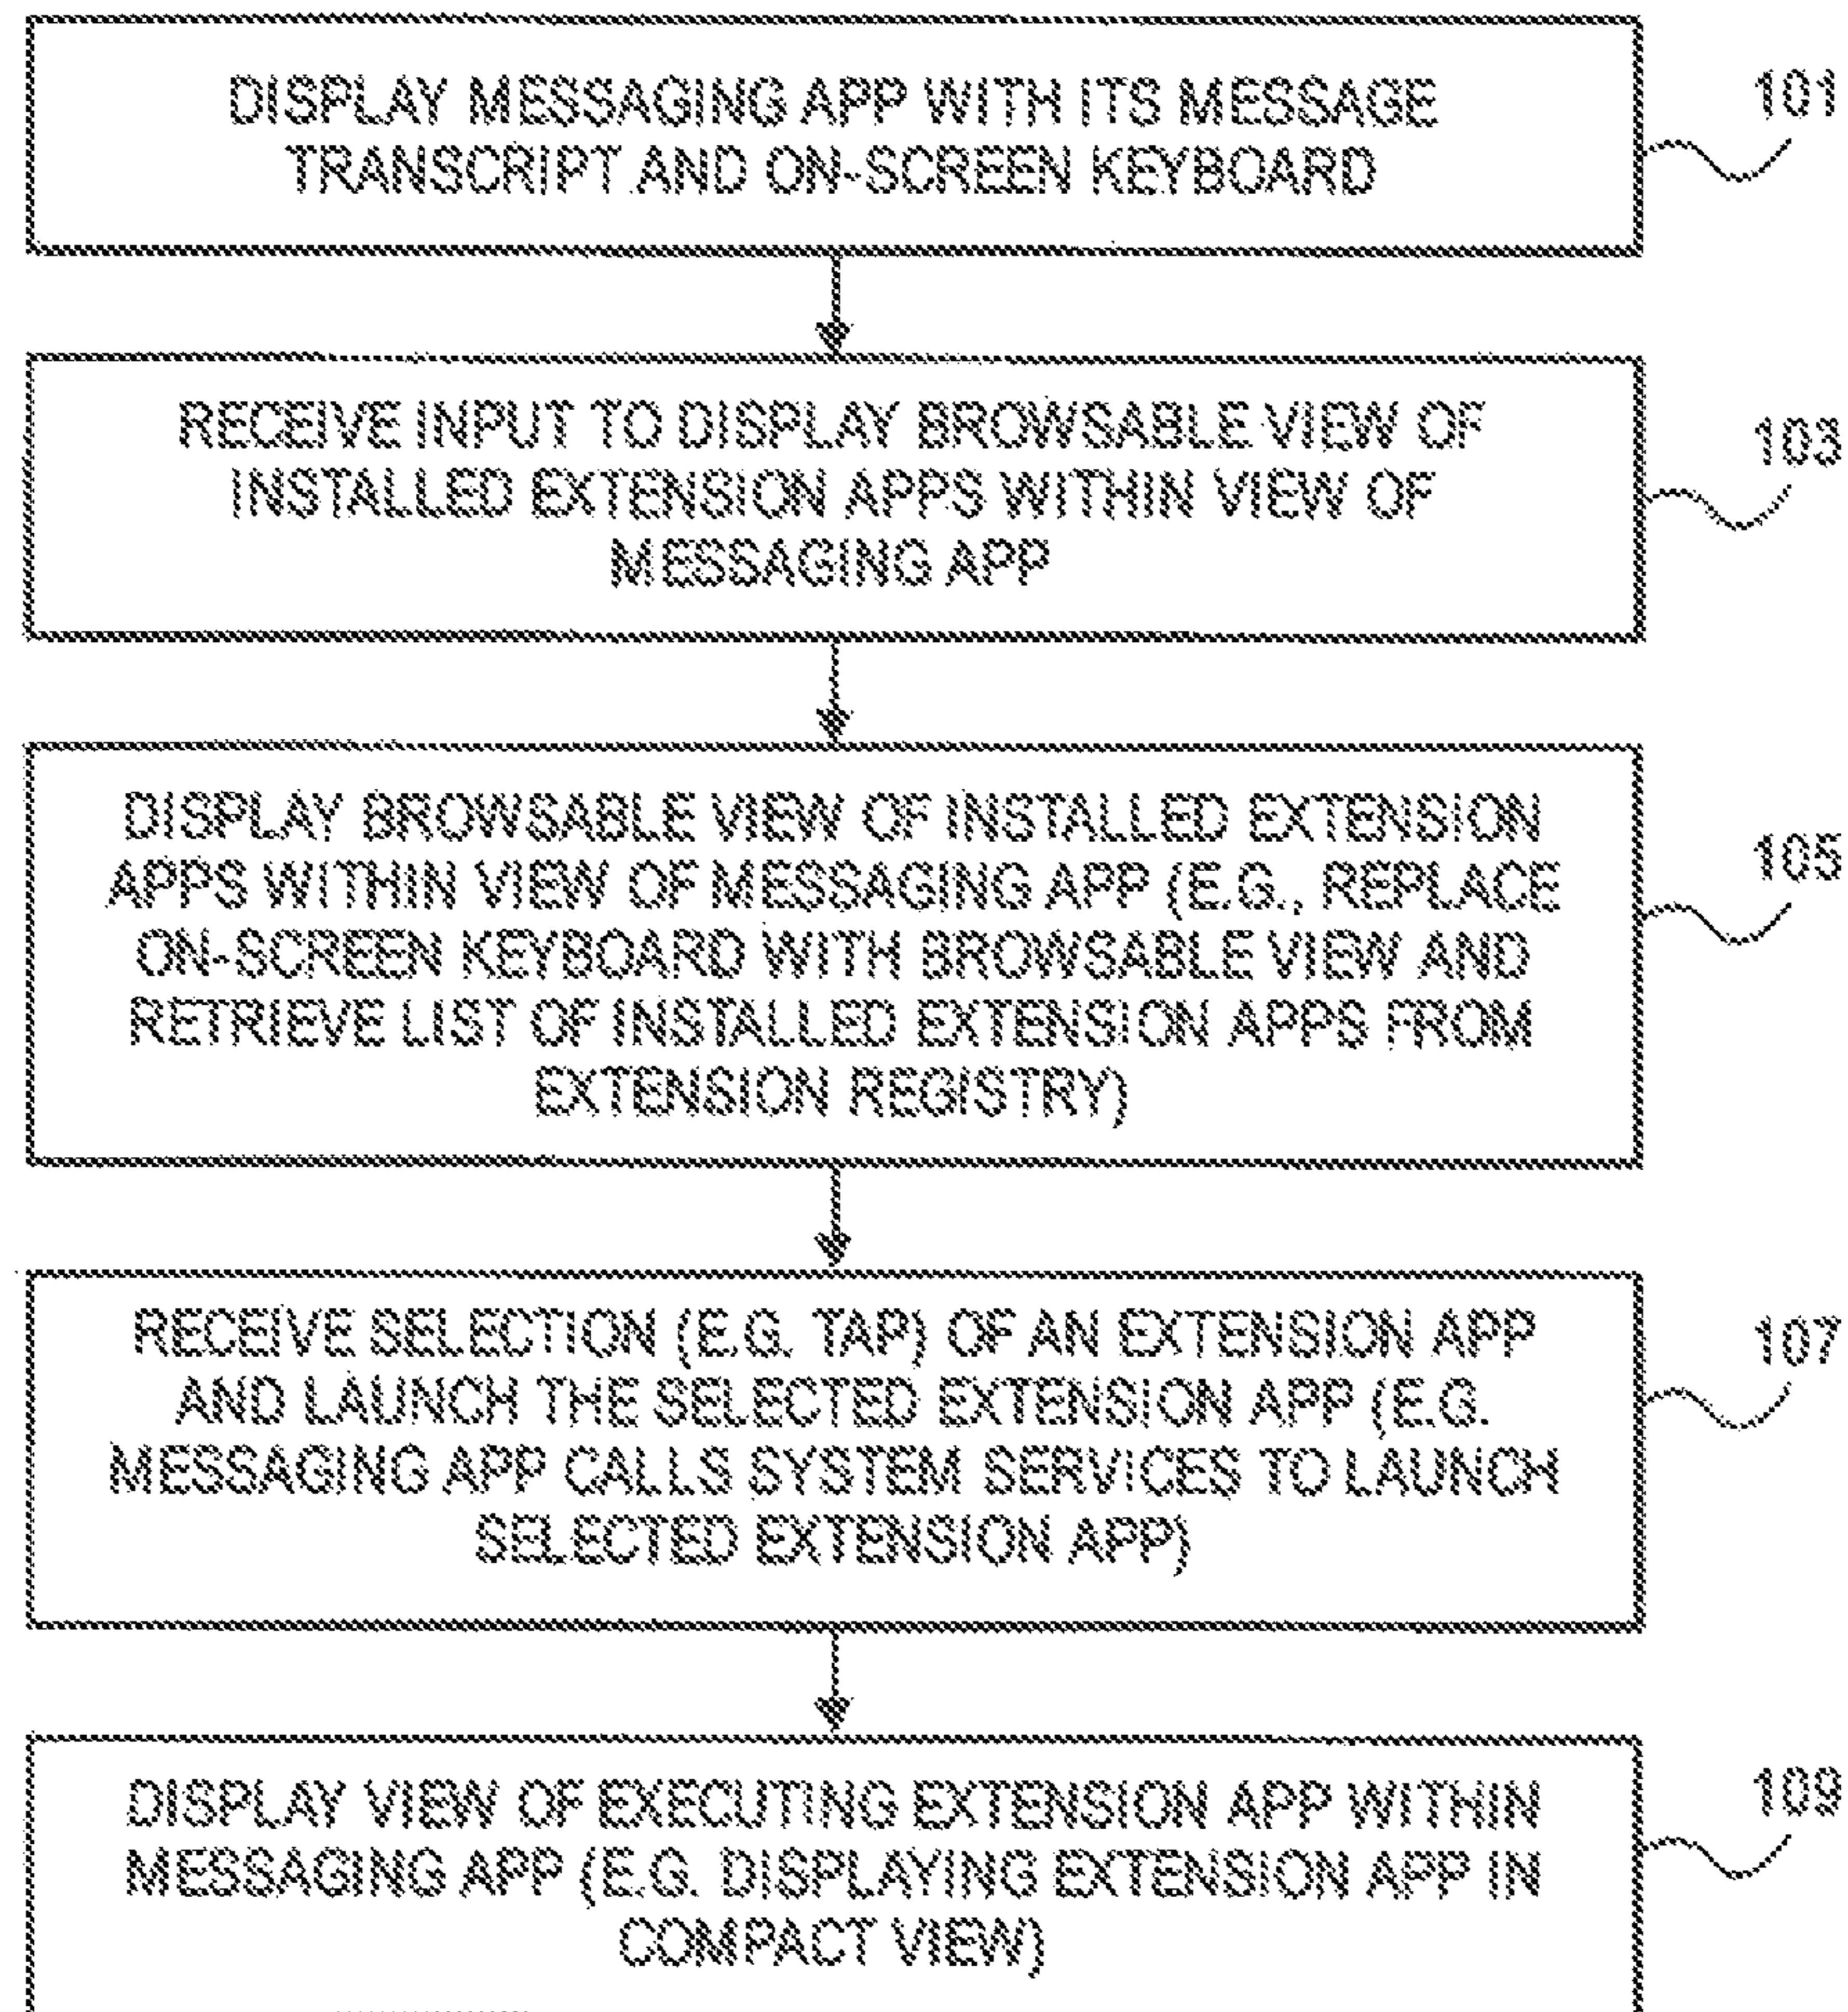 DISPLAY MESSAGING APP WITH ITS MESSAGE
TRANSCRIPT AND ON-SCREEN KEYBOARD
101
RECEIVE INPUT TO DISPLAY BROWSABLE VIEW OF
INSTALLED EXTENSION APPS WITHIN VIEW OF
MESSAGING APP
103
DISPLAY BROWSABLE VIEW OF INSTALLED EXTENSION
APPS WITHIN VIEW OF MESSAGING APP (E.G., REPLACE
ON-SCREEN KEYBOARD WITH BROWSABLE VIEW AND
RETRIEVE LIST OF INSTALLED EXTENSION APPS FROM
EXTENSION REGISTRY)
105
RECEIVE SELECTION (E.G. TAP) OF AN EXTENSION APP
AND LAUNCH THE SELECTED EXTENSION APP (E.G.
MESSAGING APP CALLS SYSTEM SERVICES TO LAUNCH
SELECTED EXTENSION APP)
107
DISPLAY VIEW OF EXECUTING EXTENSION APP WITHIN
MESSAGING APP (E.G. DISPLAYING EXTENSION APP IN
COMPACT VIEW)
109